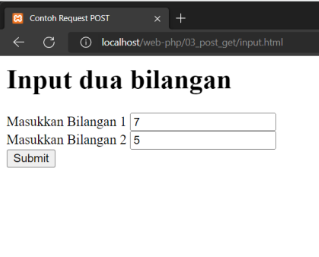 Contoh Request POST
localhost/web-php/03_post_get/input.html
Input dua bilangan
Masukkan Bilangan 1 7
Masukkan Bilangan 2 5
Submit